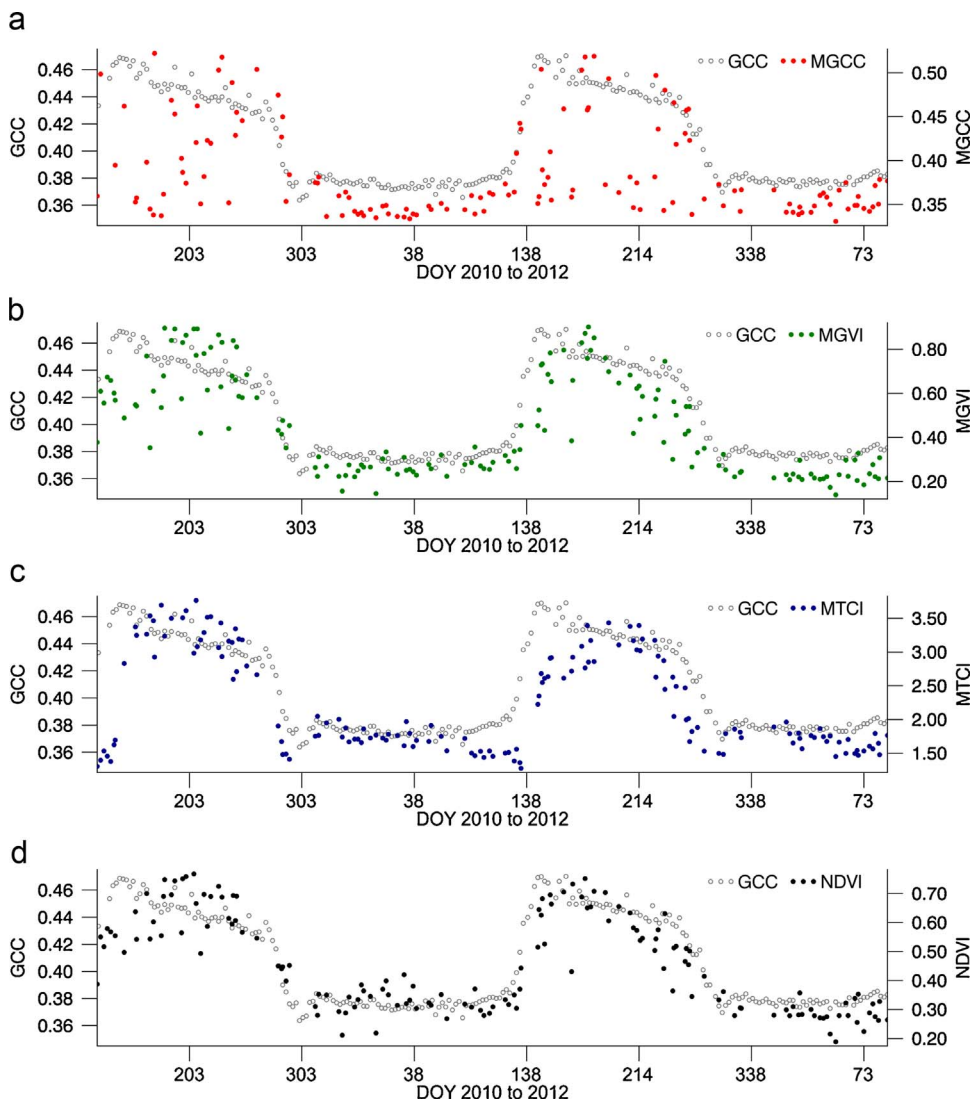 a
GCC MGCC
0.46
0.44
0.42
0.40
0.38
0.36
GCC
0.50
0.45
0.40
0.35
MGCC
203 303 38 138 214 338 73
DOY 2010 to 2012
b
GCC MGVI
0.46
0.44
0.42
0.40
0.38
0.36
GCC
0.80
0.60
0.40
0.20
MGVI
203 303 38 138 214 338 73
DOY 2010 to 2012
c
GCC MTCI
0.46
0.44
0.42
0.40
0.38
0.36
GCC
3.50
3.00
2.50
2.00
1.50
MTCI
203 303 38 138 214 338 73
DOY 2010 to 2012
d
GCC NDVI
0.46
0.44
0.42
0.40
0.38
0.36
GCC
0.70
0.60
0.50
0.40
0.30
0.20
NDVI
203 303 38 138 214 338 73
DOY 2010 to 2012